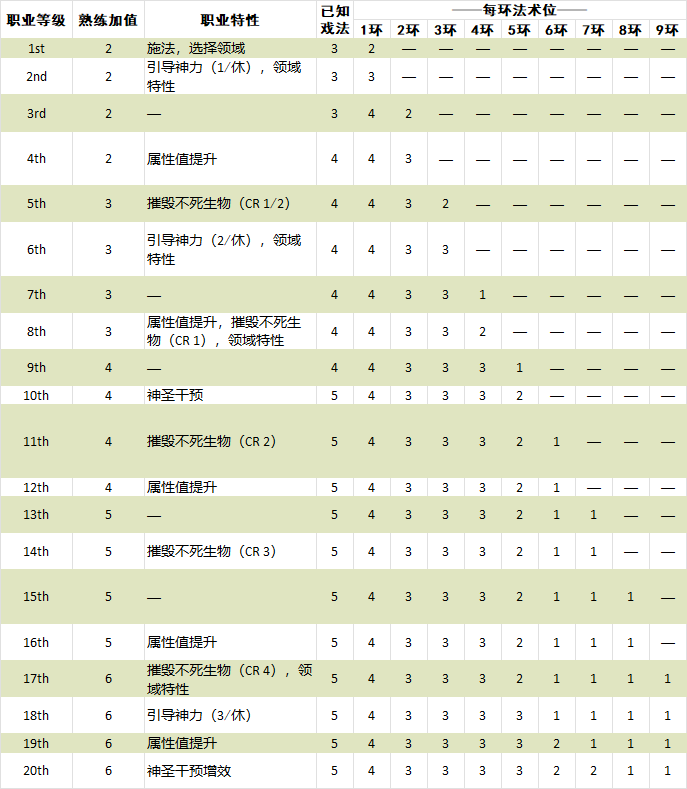 职业等级 熟练加值 职业特性 已知戏法 ——每环法术位——
1环 2环 3环 4环 5环 6环 7环 8环 9环
1st 2 施法，选择领域 3 2 — — — — — — — —
2nd 2 引导神力（1/休），领域特性 3 3 — — — — — — — —
3rd 2 — 3 4 2 — — — — — — —
4th 2 属性值提升 4 4 3 — — — — — — —
5th 3 摧毁不死生物（CR 1/2） 4 4 3 2 — — — — — —
6th 3 引导神力（2/休），领域特性 4 4 3 3 — — — — — —
7th 3 — 4 4 3 3 1 — — — — —
8th 3 属性值提升，摧毁不死生物（CR 1），领域特性 4 4 3 3 2 — — — — —
9th 4 — 4 4 3 3 3 1 — — — —
10th 4 神圣干预 5 4 3 3 3 2 — — — —
11th 4 摧毁不死生物（CR 2） 5 4 3 3 3 2 1 — — —
12th 4 属性值提升 5 4 3 3 3 2 1 — — —
13th 5 — 5 4 3 3 3 2 1 1 — —
14th 5 摧毁不死生物（CR 3） 5 4 3 3 3 2 1 1 — —
15th 5 — 5 4 3 3 3 2 1 1 1 —
16th 5 属性值提升 5 4 3 3 3 2 1 1 1 —
17th 6 摧毁不死生物（CR 4），领域特性 5 4 3 3 3 2 1 1 1 1
18th 6 引导神力（3/休） 5 4 3 3 3 3 1 1 1 1
19th 6 属性值提升 5 4 3 3 3 3 2 1 1 1
20th 6 神圣干预增效 5 4 3 3 3 3 2 2 1 1